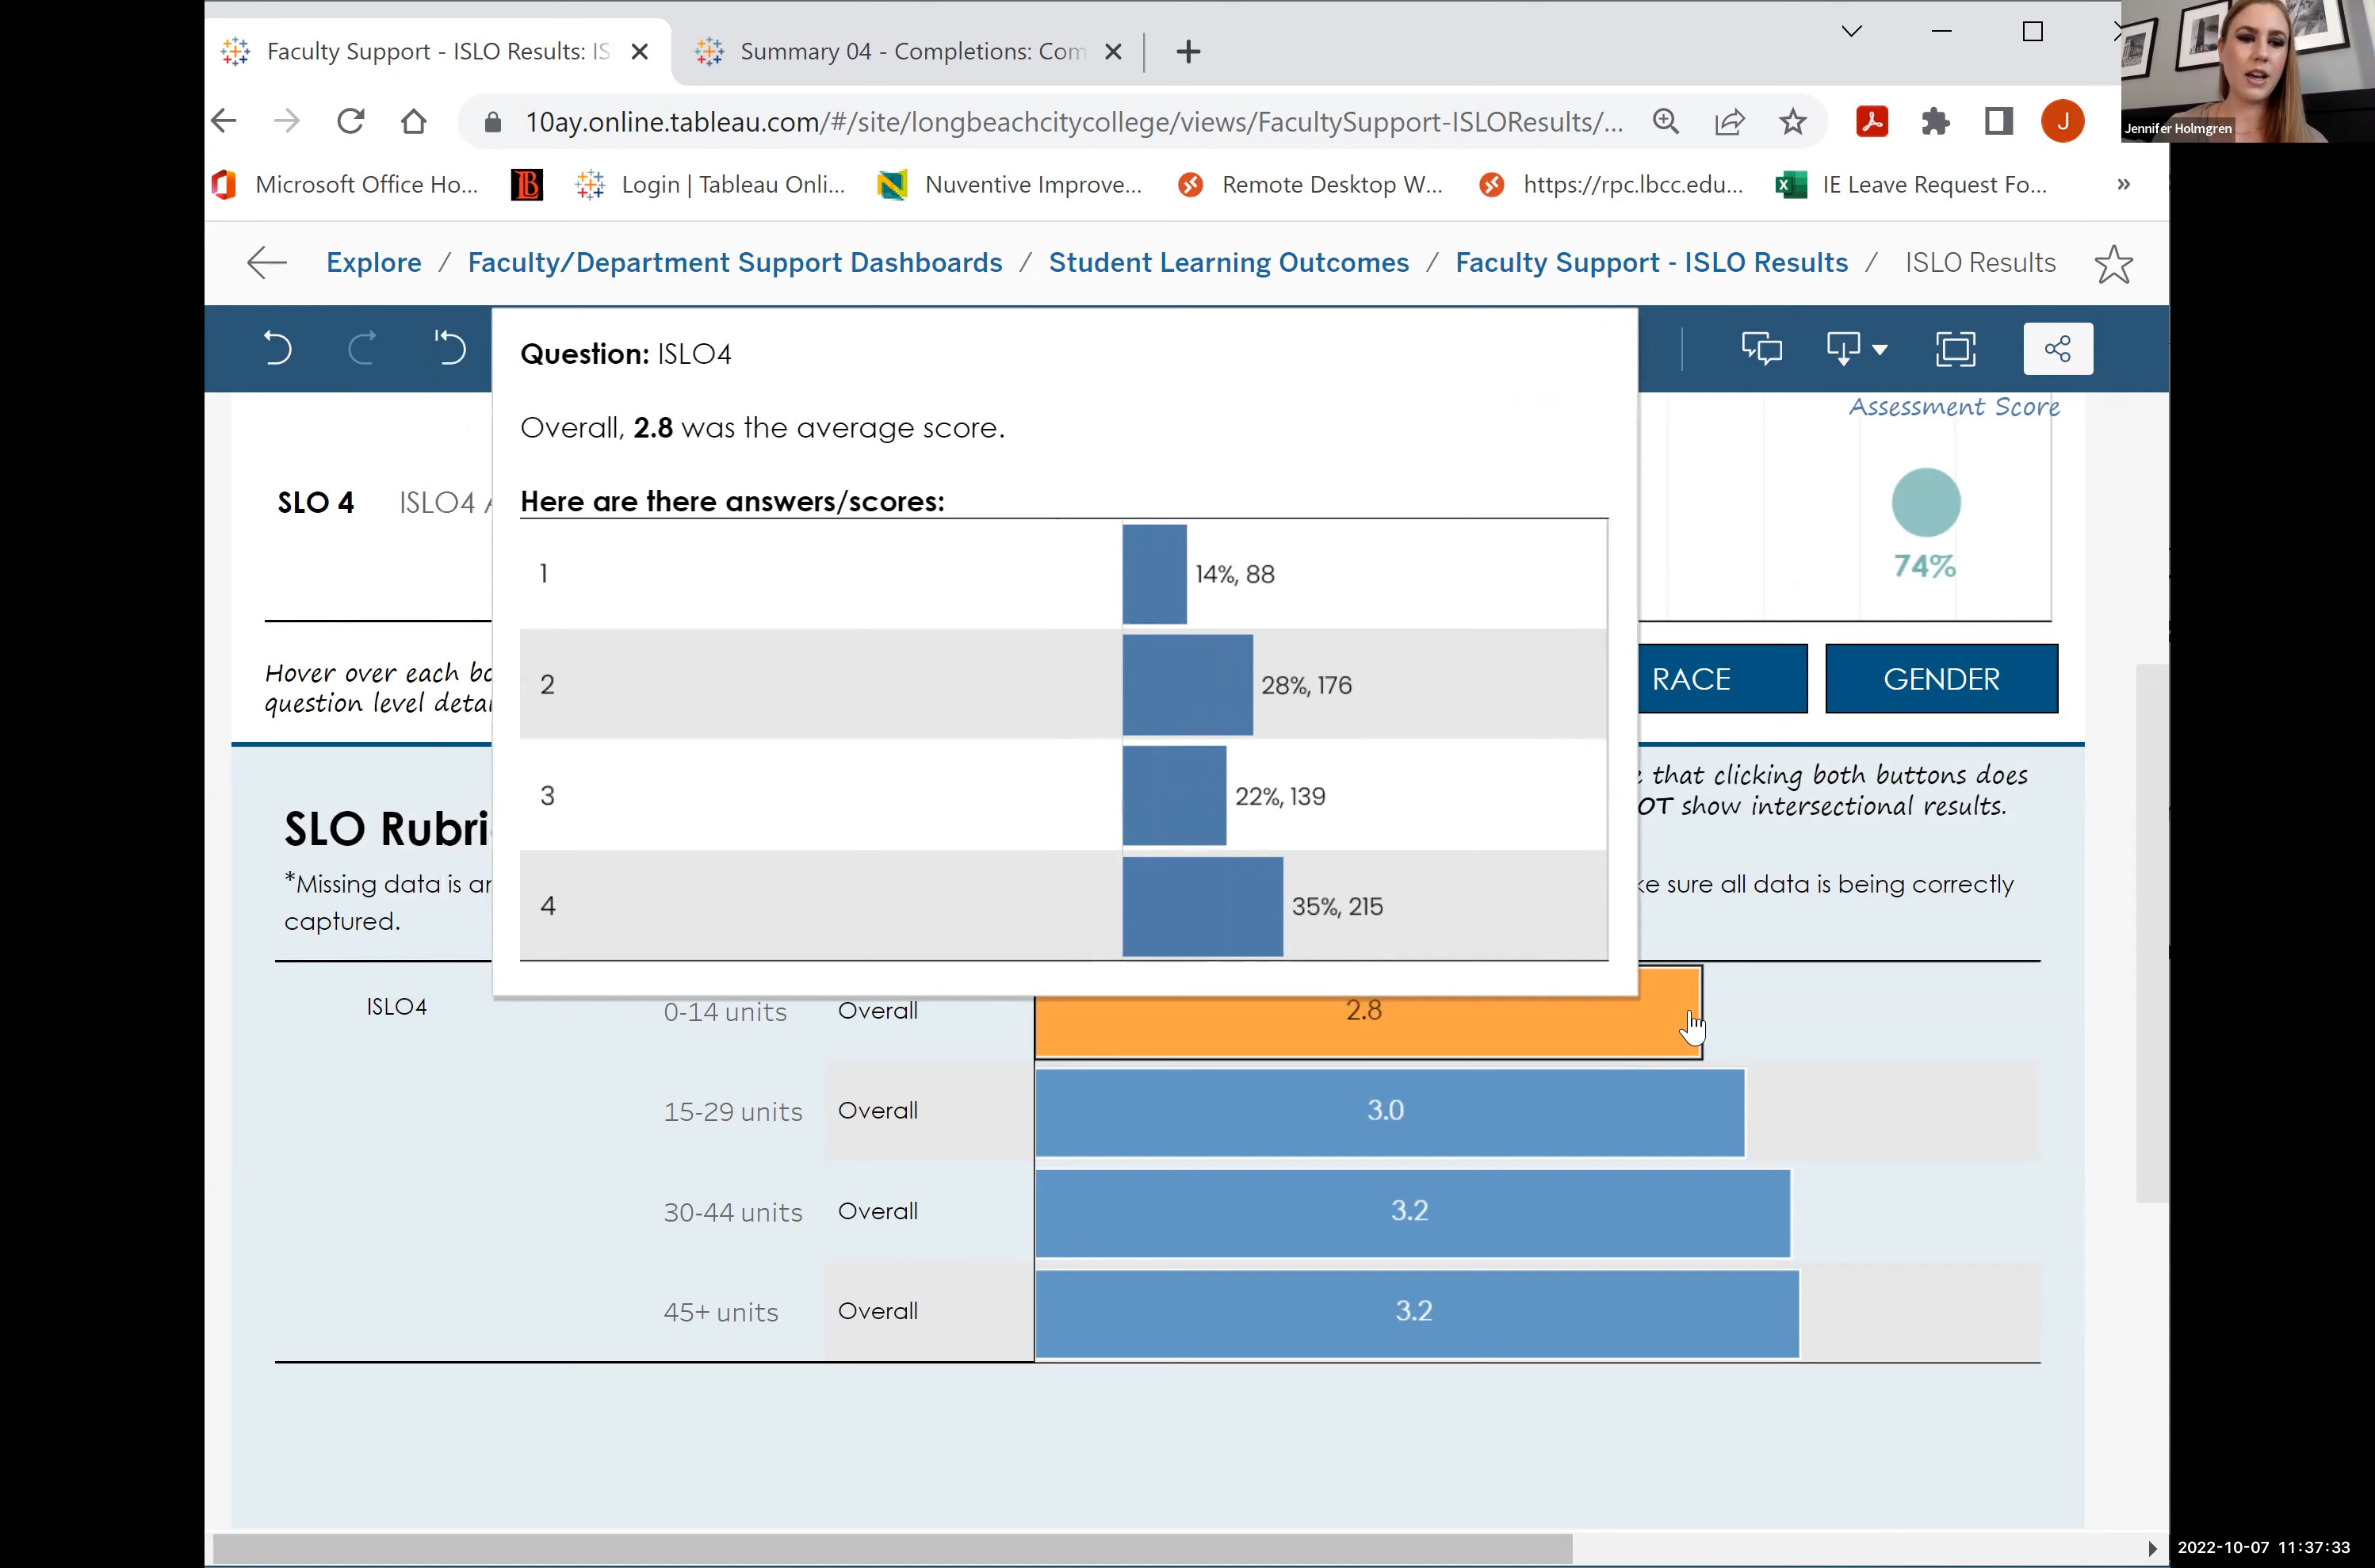 Faculty Support - ISLO Results: IS
Summary 04 - Completions: Com
10ay.online.tableau.com/#/site/longbeachcitycollege/views/FacultySupport-ISLOResults/...
J
Jennifer Holmgren
Microsoft Office Ho...
Login | Tableau Onli...
Nuventive Improve...
Remote Desktop W...
https://rpc.lbcc.edu...
IE Leave Request Fo...
»
Explore / Faculty/Department Support Dashboards / Student Learning Outcomes / Faculty Support - ISLO Results / ISLO Results
Question: ISLO4
Overall, 2.8 was the average score.
Here are there answers/scores:
1 14%, 88
2 28%, 176
3 22%, 139
4 35%, 215
Assessment Score
SLO 4 ISLO4
74%
Hover over each
question level
RACE
GENDER
that clicking both buttons does
show intersectional results.
SLO
*Missing data is
sure all data is being correctly
captured.
ISLO4 0-14 units Overall 2.8
15-29 units Overall 3.0
30-44 units Overall 3.2
45+ units Overall 3.2
2022-10-07 11:37:33